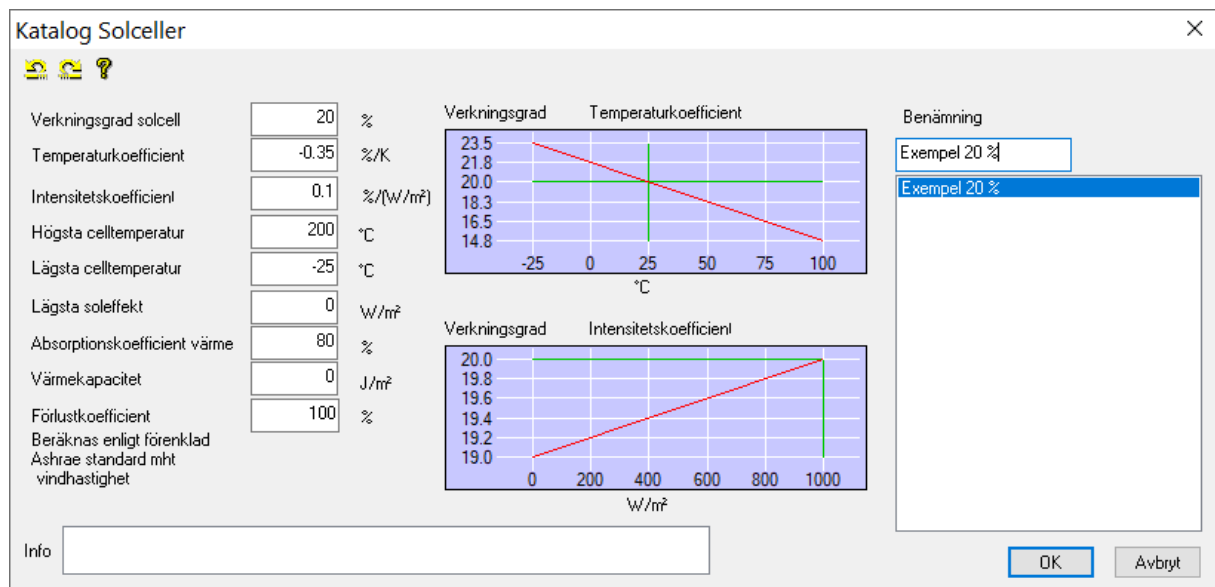 Katalog Solceller
Verkningsgrad solcell 20 %
Temperaturkoefficient -0.35 %/K
Intensitetskoefficient 0.1 %/(W/m²)
Högsta celltemperatur 200 °C
Lägsta celltemperatur -25 °C
Lägsta soleffekt 0 W/m²
Absorptionskoefficient värme 80 %
Värmekapacitet 0 J/m²
Förlustkoefficient 100 %
Beräknas enligt förenklad
Ashrae standard mht
vindhastighet
Verkningsgrad Temperaturkoefficient
23.5
21.8
20.0
18.3
16.5
14.8
-25 0 25 50 75 100
°C
Verkningsgrad Intensitetskoefficient
20.0
19.8
19.6
19.4
19.2
19.0
0 200 400 600 800 1000
W/m²
Benämning
Exempel 20 %
Exempel 20 %
Info
OK Avbryt